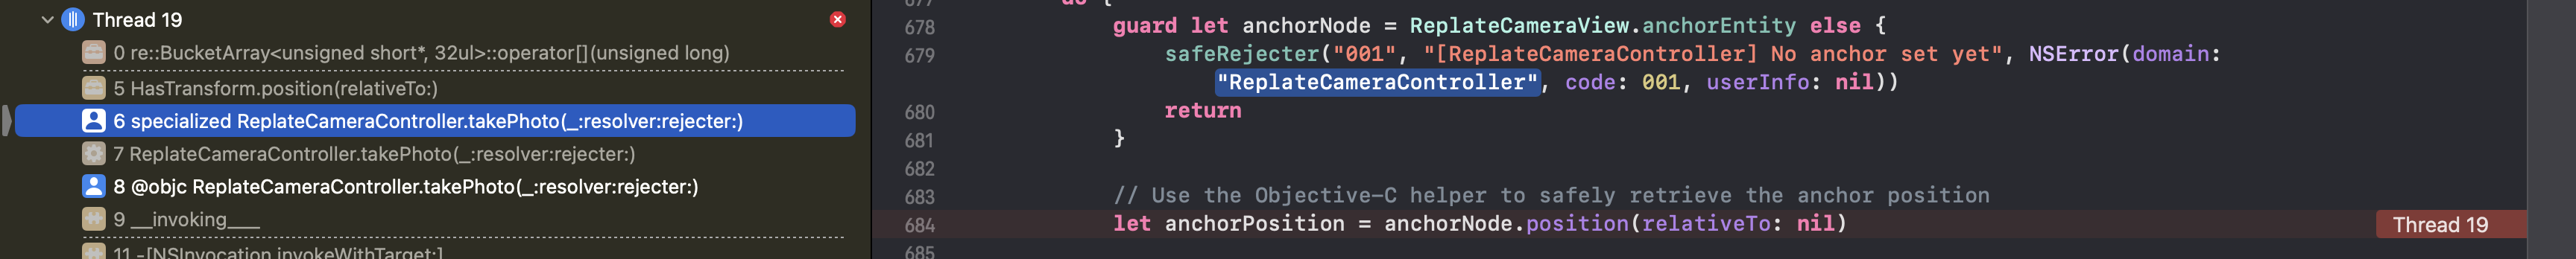 Thread 19
0 re::BucketArray<unsigned short*, 32ul>::operator[](unsigned long)
5 HasTransform.position(relativeTo:)
6 specialized ReplateCameraController.takePhoto(_:resolver:rejecter:)
7 ReplateCameraController.takePhoto(_:resolver:rejecter:)
8 @objc ReplateCameraController.takePhoto(_:resolver:rejecter:)
9 __invoking___
11 -[NSInvocation invokeWithTarget:]
677 do {
678 guard let anchorNode = ReplateCameraView.anchorEntity else {
679 safeRejecter("001", "[ReplateCameraController] No anchor set yet", NSError(domain:
"ReplateCameraController", code: 001, userInfo: nil))
680 return
681 }
682
683 // Use the Objective-C helper to safely retrieve the anchor position
684 let anchorPosition = anchorNode.position(relativeTo: nil)
Thread 19
685